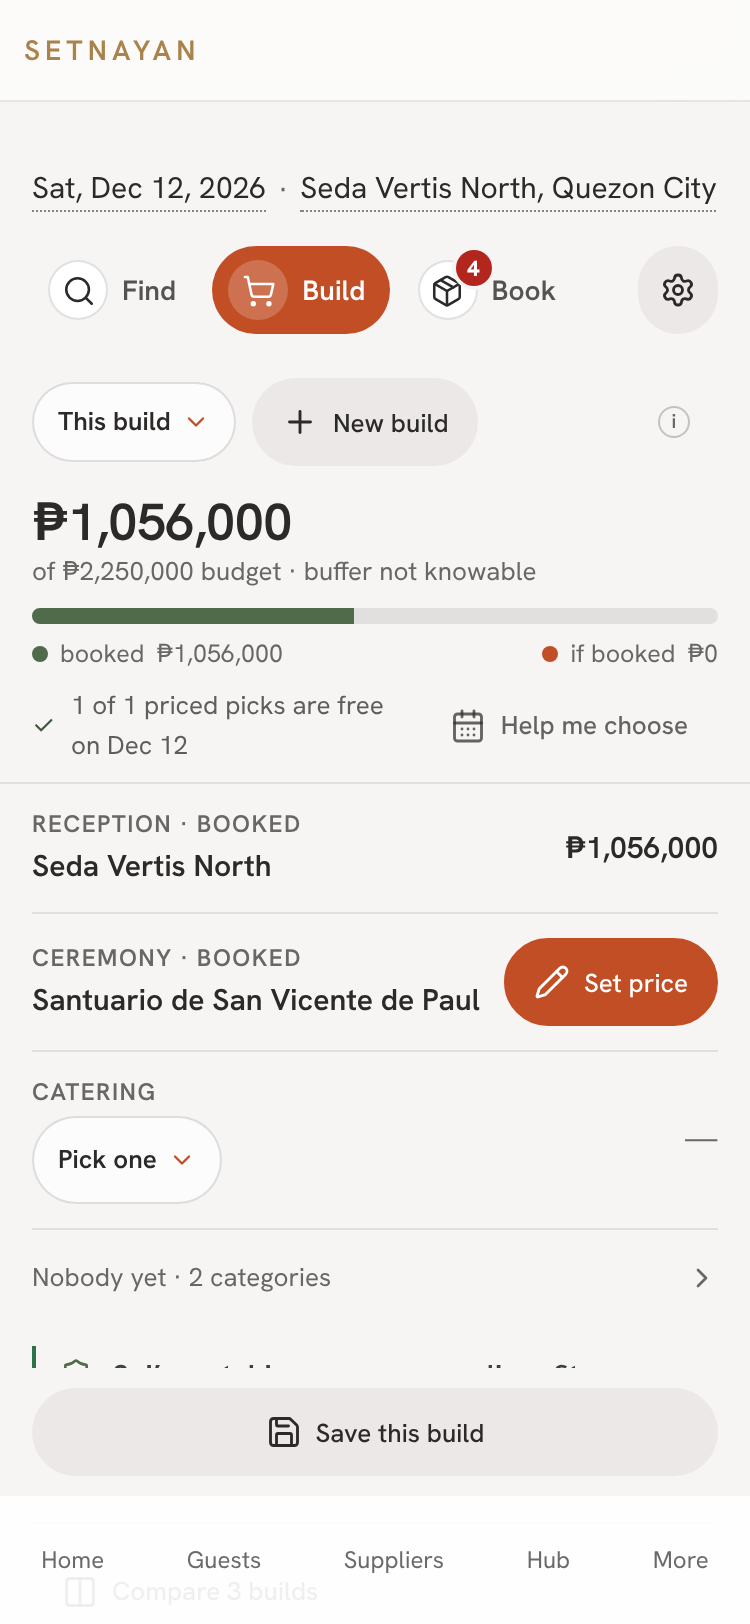 SETNAYAN
Sat, Dec 12, 2026 · Seda Vertis North, Quezon City
Find
Build
4
Book
This build
New build
i
₱1,056,000
of ₱2,250,000 budget · buffer not knowable
booked ₱1,056,000
if booked ₱0
1 of 1 priced picks are free
on Dec 12
Help me choose
RECEPTION · BOOKED
Seda Vertis North
₱1,056,000
CEREMONY · BOOKED
Santuario de San Vicente de Paul
Set price
CATERING
Pick one
—
Nobody yet · 2 categories
Save this build
Home
Guests
Suppliers
Hub
More
Compare 3 builds